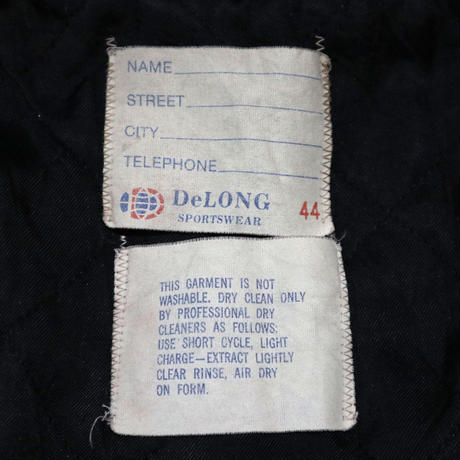 NAME
STREET
CITY
TELEPHONE
DeLONG
SPORTSWEAR
44
THIS GARMENT IS NOT
WASHABLE. DRY CLEAN ONLY
BY PROFESSIONAL DRY
CLEANERS AS FOLLOWS:
USE SHORT CYCLE, LIGHT
CHARGE—EXTRACT LIGHTLY
CLEAR RINSE, AIR DRY
ON FORM.